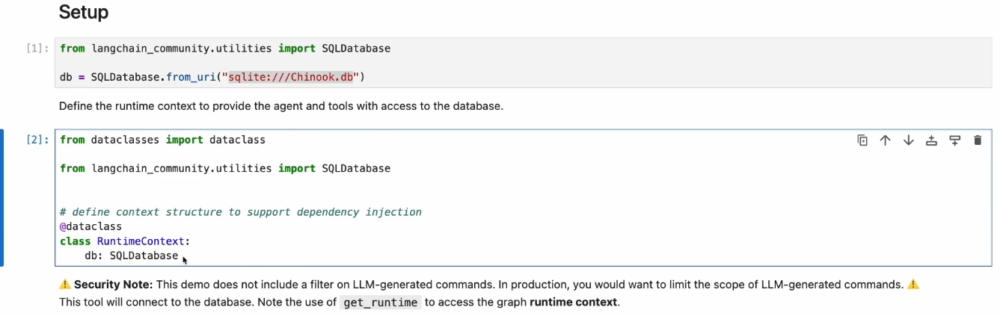 Setup
[1]: from langchain_community.utilities import SQLDatabase
db = SQLDatabase.from_uri("sqlite:///Chinook.db")
Define the runtime context to provide the agent and tools with access to the database.
[2]: from dataclasses import dataclass
from langchain_community.utilities import SQLDatabase
# define context structure to support dependency injection
@dataclass
class RuntimeContext:
    db: SQLDatabase
⚠️ Security Note: This demo does not include a filter on LLM-generated commands. In production, you would want to limit the scope of LLM-generated commands. ⚠️
This tool will connect to the database. Note the use of get_runtime to access the graph runtime context.